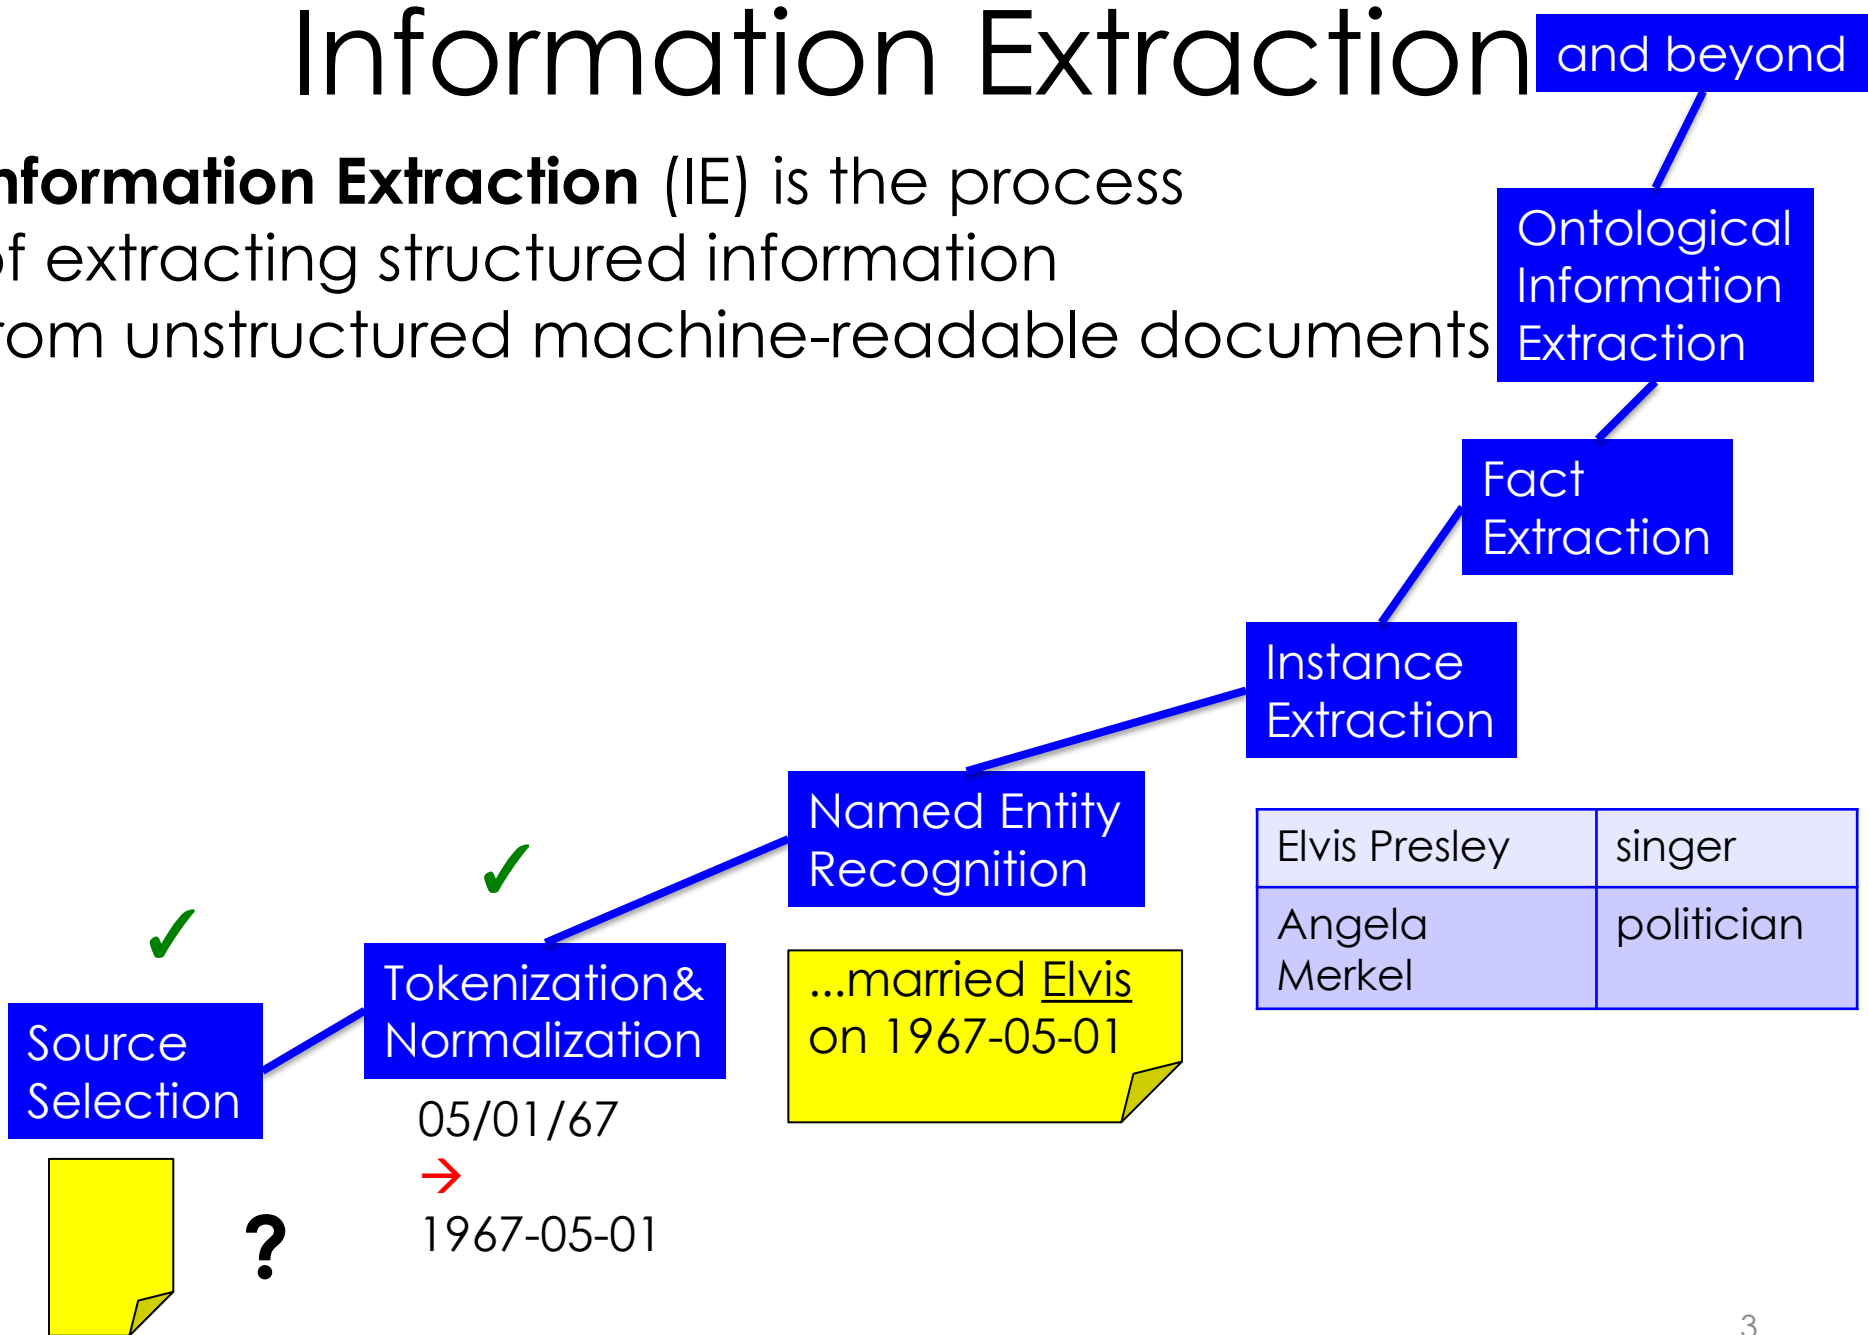 Information Extraction
and beyond
nformation Extraction (IE) is the process
of extracting structured information
rom unstructured machine-readable documents
Ontological
Information
Extraction
Fact
Extraction
Instance
Extraction
Named Entity
Recognition
Elvis Presley singer
Angela politician
Merkel
✓
✓
Tokenization&
Normalization
...married Elvis
on 1967-05-01
Source
Selection
05/01/67
→
1967-05-01
?
3